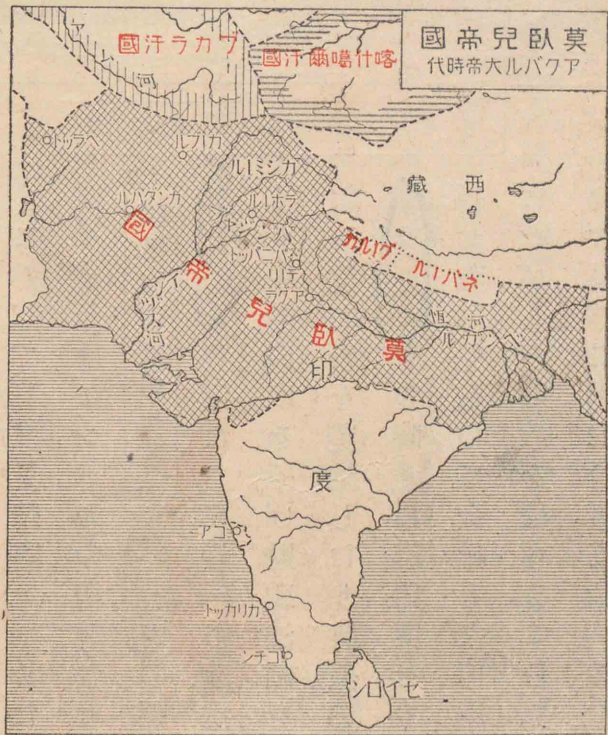 莫臥兒帝國
アクバル大帝時代
ブカラ汗國
喀什噶爾汗國
ヘラット
カーブル
カシミール
カンダハル
ラホール
西藏
デリー
アグラ
ネパール
恒河
ベンガル
莫臥兒帝國
印度
ゴア
カリカット
コチン
セイロン